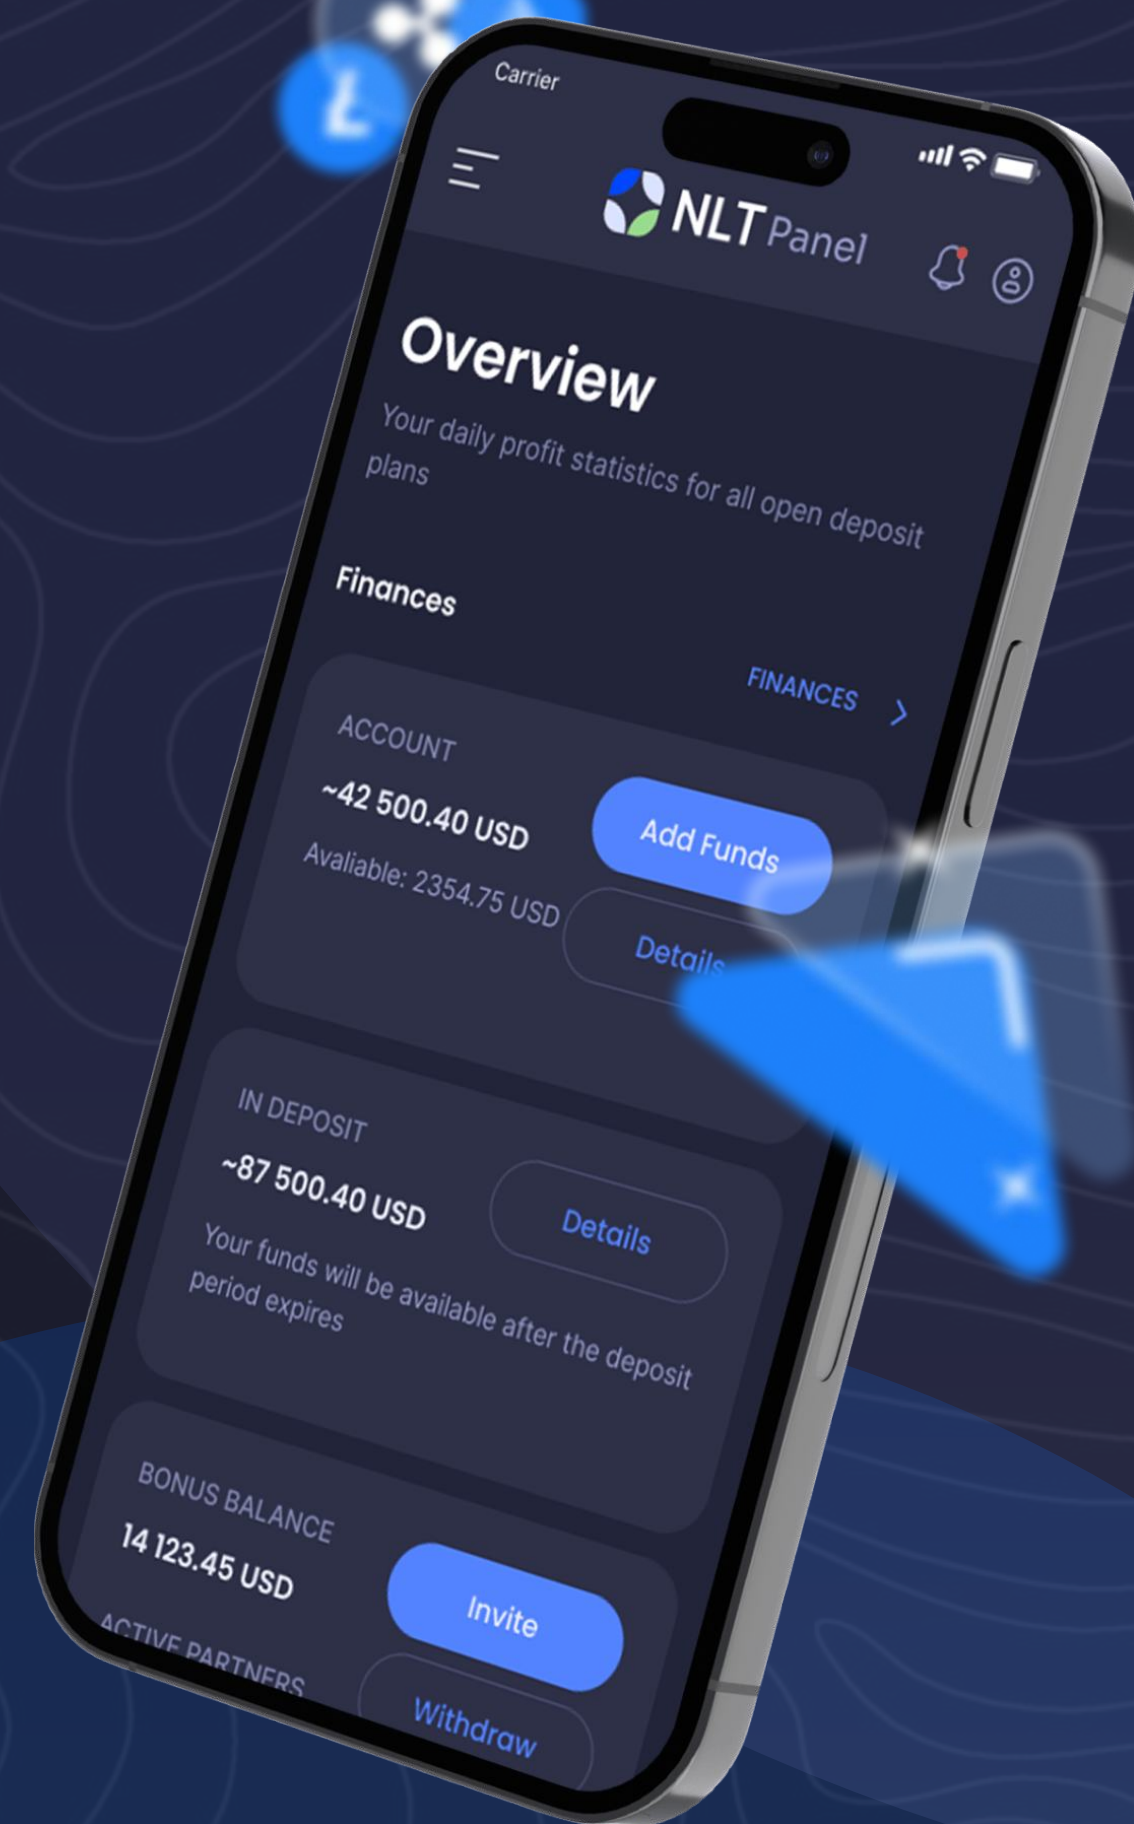 Carrier
NLT Panel
Overview
Your daily profit statistics for all open deposit
plans
Finances
FINANCES
ACCOUNT
~42 500.40 USD
Avaliable: 2354.75 USD
Add Funds
Details
IN DEPOSIT
~87 500.40 USD
Your funds will be available after the deposit
period expires
Details
BONUS BALANCE
14 123.45 USD
Invite
ACTIVE PARTNERS
Withdraw